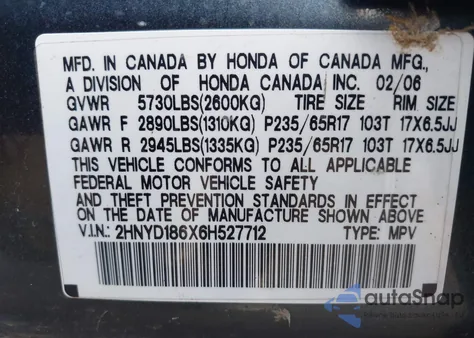 MFD. IN CANADA BY HONDA OF CANADA MFG.,
A DIVISION OF HONDA CANADA INC. 02/06
GVWR 5730LBS(2600KG) TIRE SIZE RIM SIZE
GAWR F 2890LBS(1310KG) P235/65R17 103T 17X6.5JJ
GAWR R 2945LBS(1335KG) P235/65R17 103T 17X6.5JJ
THIS VEHICLE CONFORMS TO ALL APPLICABLE
FEDERAL MOTOR VEHICLE SAFETY
AND THEFT PREVENTION STANDARDS IN EFFECT ON
THE DATE OF MANUFACTURE SHOWN ABOVE
V.I.N.: 2HNYD186X6H527712 TYPE: MPV
autoSnap